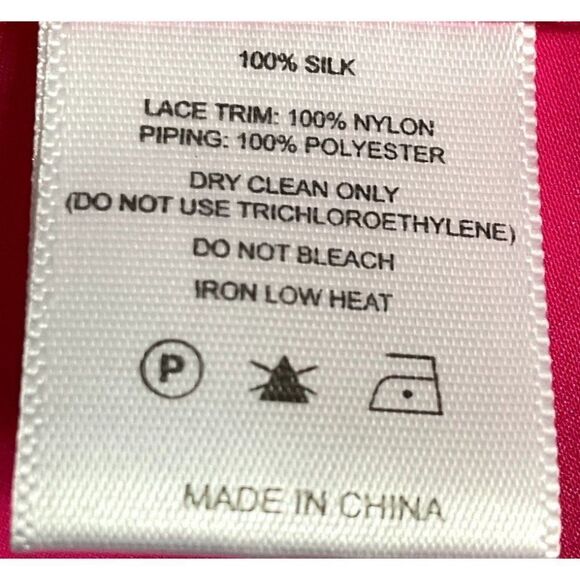 100% SILK
LACE TRIM: 100% NYLON
PIPING: 100% POLYESTER
DRY CLEAN ONLY
(DO NOT USE TRICHLOROETHYLENE)
DO NOT BLEACH
IRON LOW HEAT
P
MADE IN CHINA